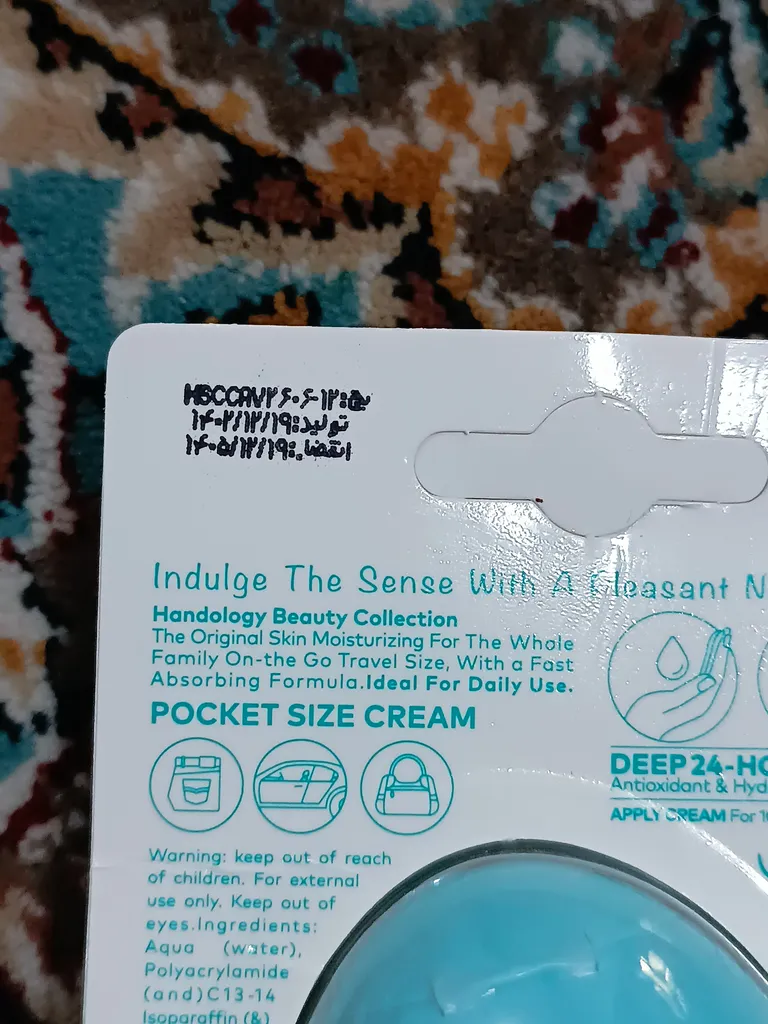 تولید:۱۴۰۲/۱۲/۱۹
انقضا:۱۴۰۵/۱۲/۱۹
Indulge The Sense With A Pleasant N
Handology Beauty Collection
The Original Skin Moisturizing For The Whole
Family On-the Go Travel Size, With a Fast
Absorbing Formula.Ideal For Daily Use.
POCKET SIZE CREAM
Warning: keep out of reach
of children. For external
use only. Keep out of
eyes.Ingredients:
Aqua (water),
Polyacrylamide
(and)C13-14
Isoparaffin (&)
DEEP 24-HO
Antioxidant & Hyd
APPLY CREAM For 10